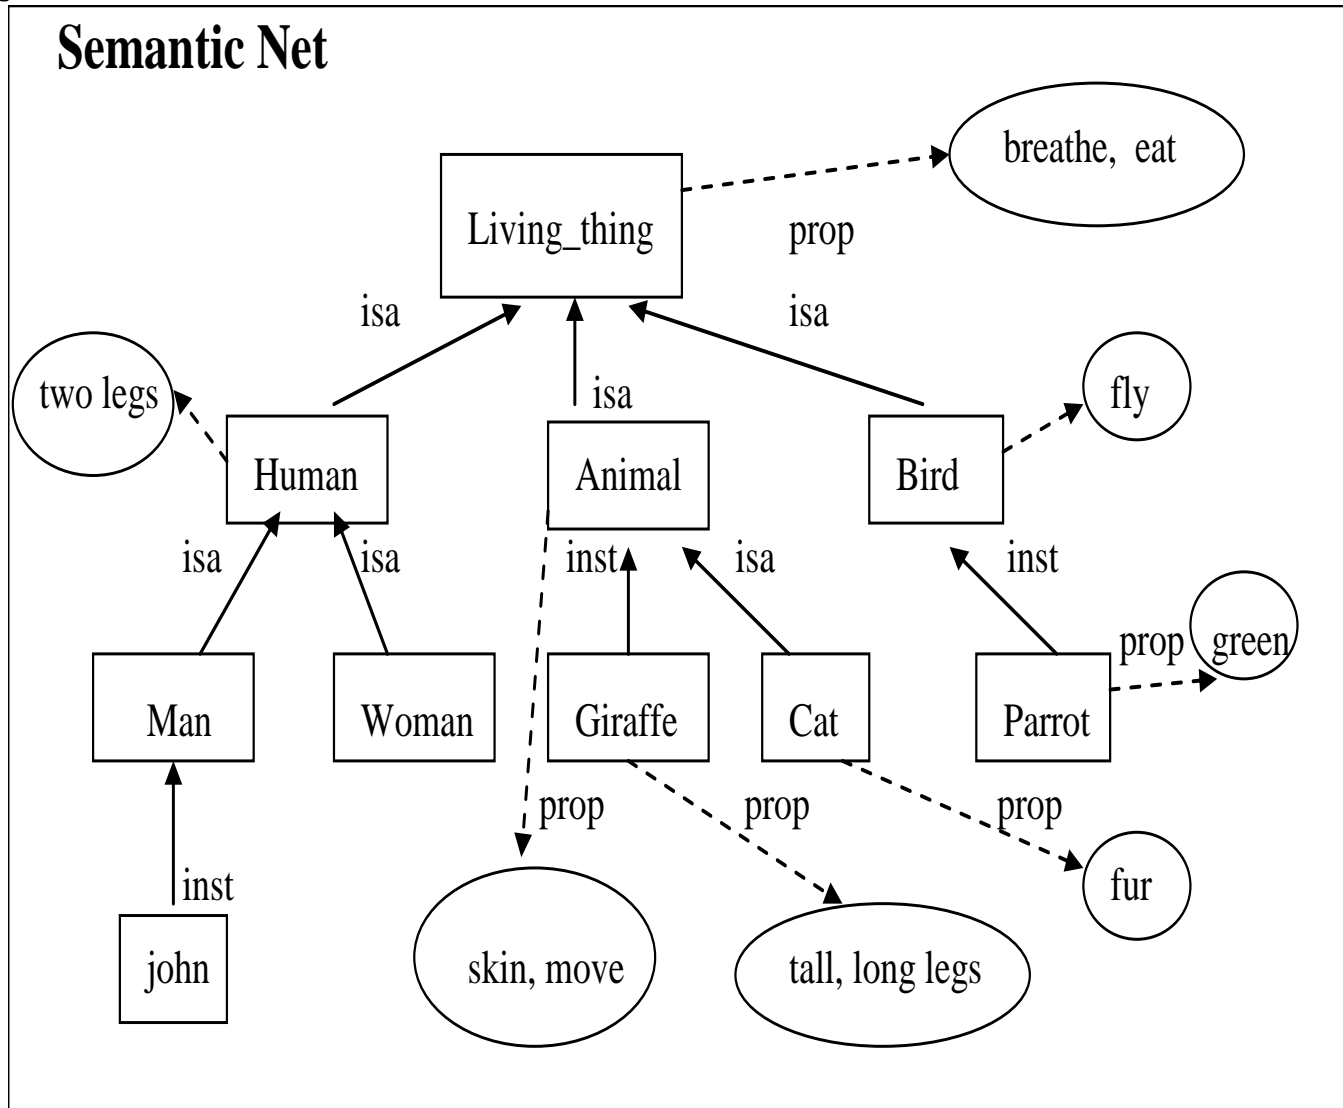 Semantic Net
breathe, eat
Living_thing
prop
isa
isa
two legs
isa
fly
Human
Animal
Bird
isa
isa
inst
isa
inst
prop
green
Man
Woman
Giraffe
Cat
Parrot
prop
prop
prop
inst
fur
john
skin, move
tall, long legs